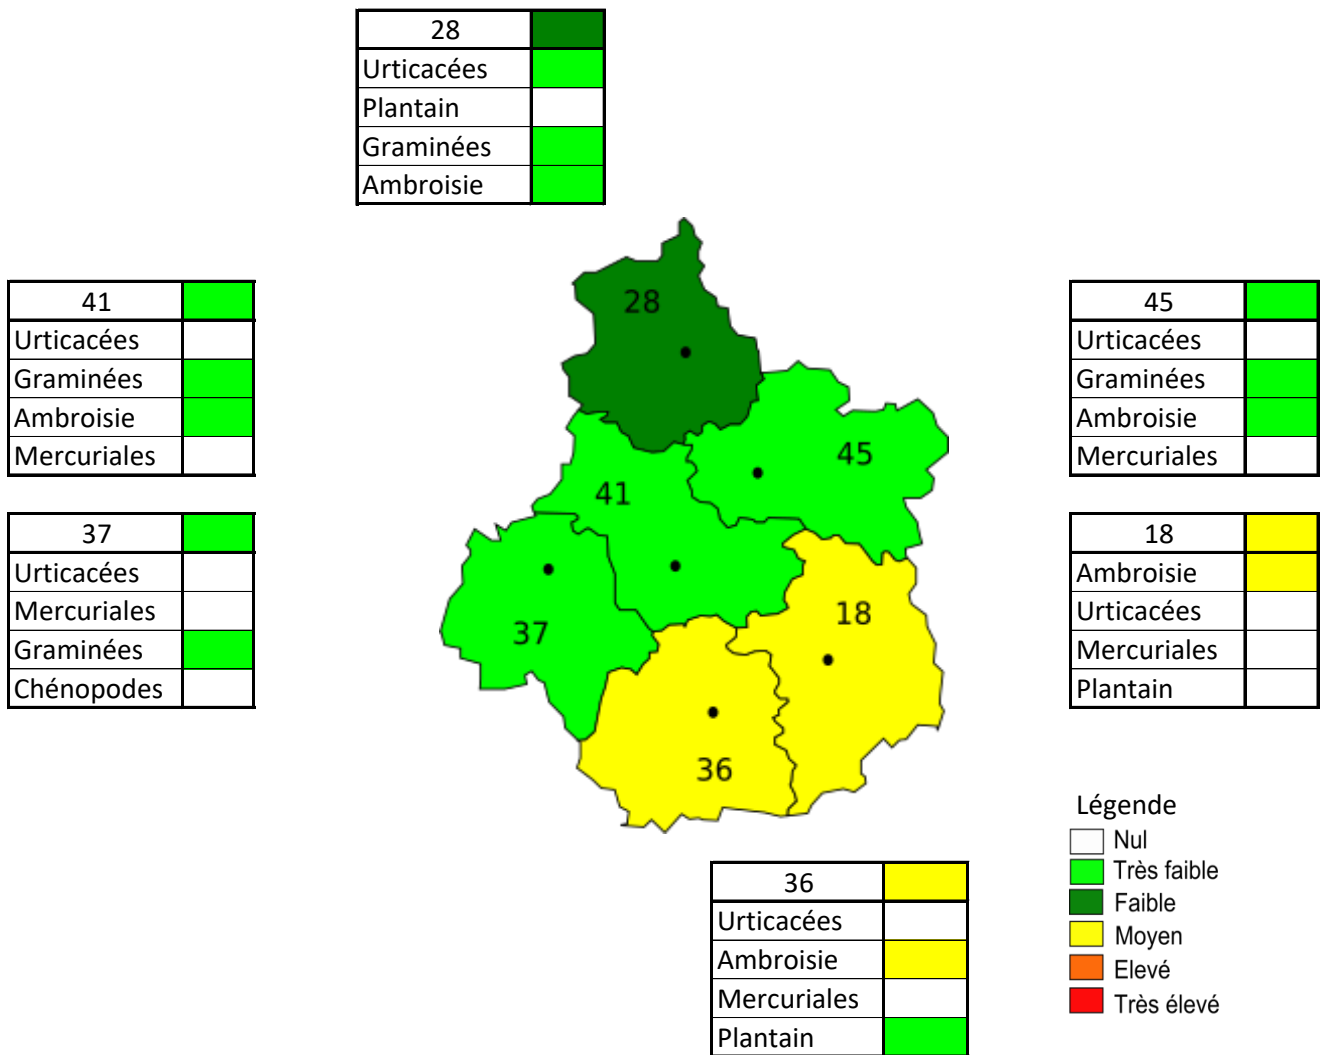 28
Urticacées
Plantain
Graminées
Ambroisie
41
Urticacées
Graminées
Ambroisie
Mercuriales
37
Urticacées
Mercuriales
Graminées
Chénopodes
28
45
41
37
18
36
45
Urticacées
Graminées
Ambroisie
Mercuriales
18
Ambroisie
Urticacées
Mercuriales
Plantain
36
Urticacées
Ambroisie
Mercuriales
Plantain
Légende
Nul
Très faible
Faible
Moyen
Elevé
Très élevé